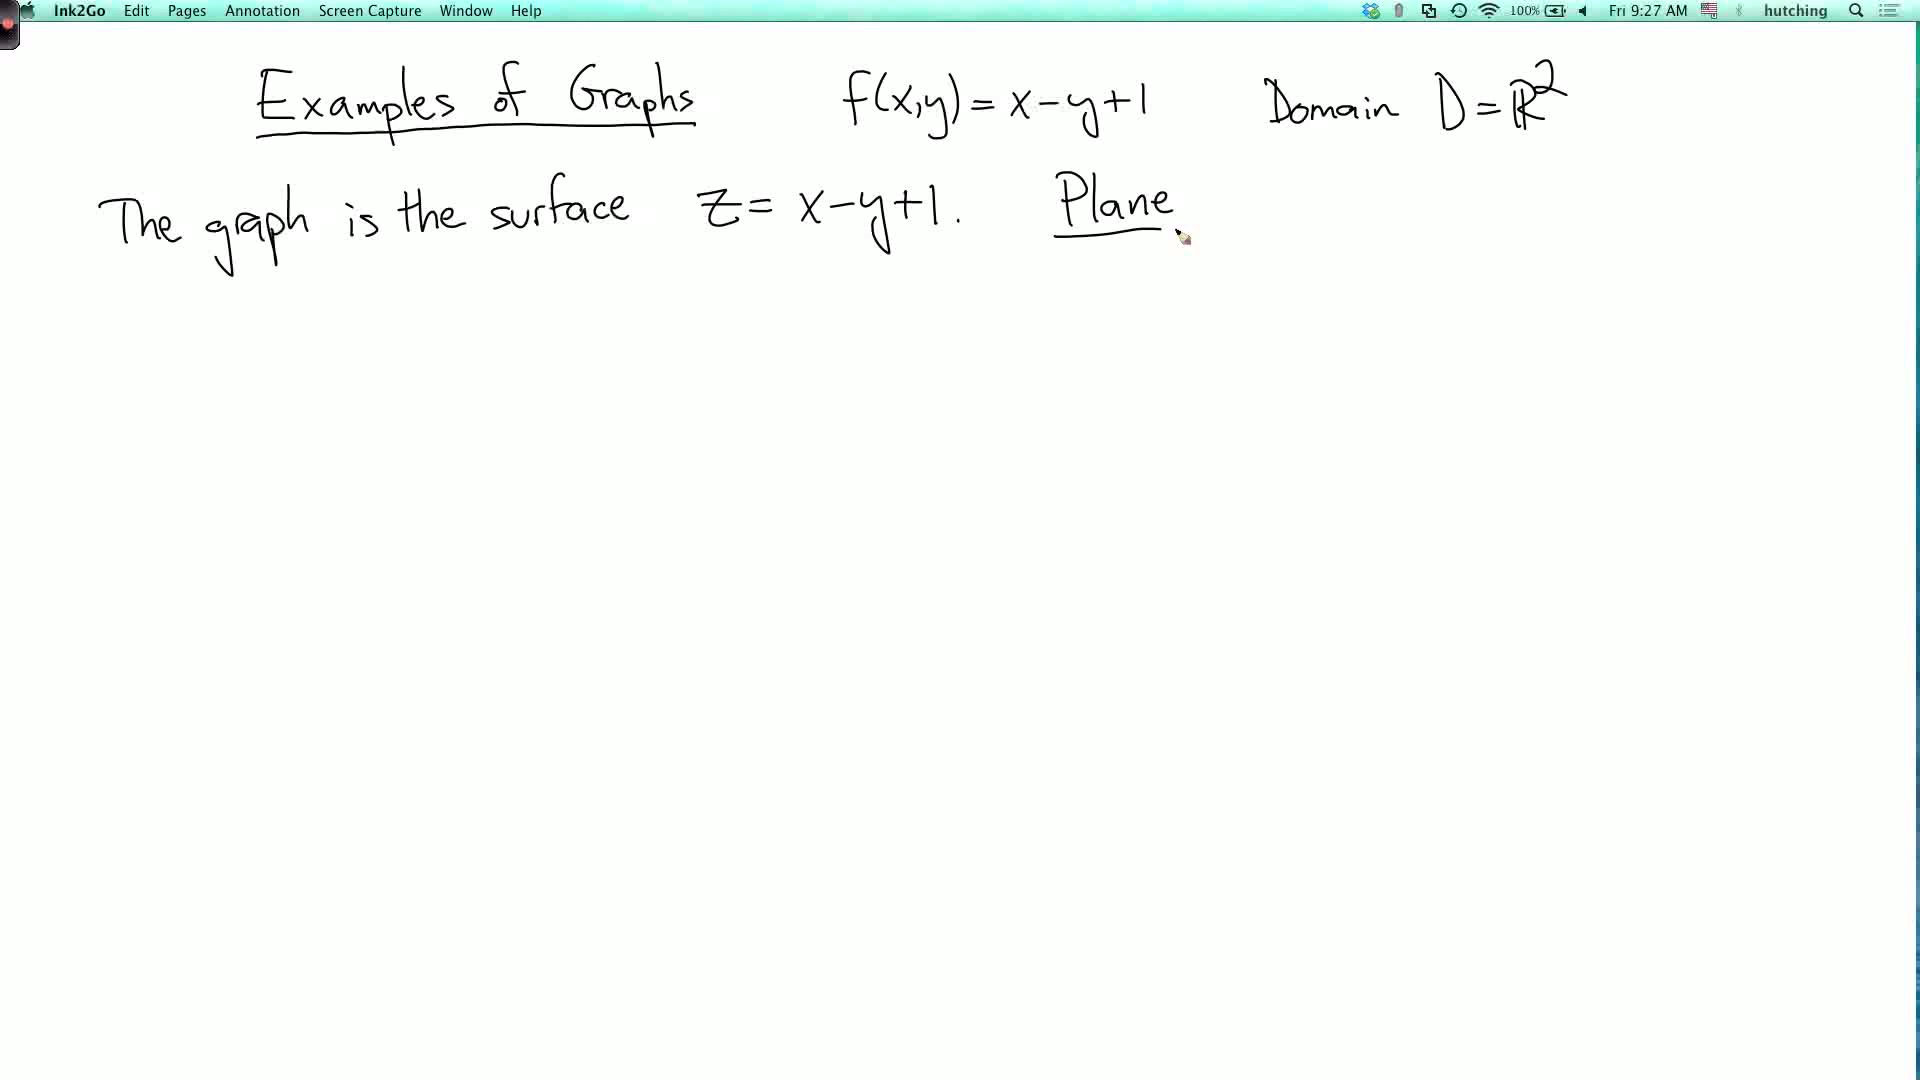 Ink2Go Edit Pages Annotation Screen Capture Window Help 100% Fri 9:27 AM hutching
Examples of Graphs f(x,y) = x-y+1 Domain D = ℝ²
The graph is the surface z = x-y+1. Plane